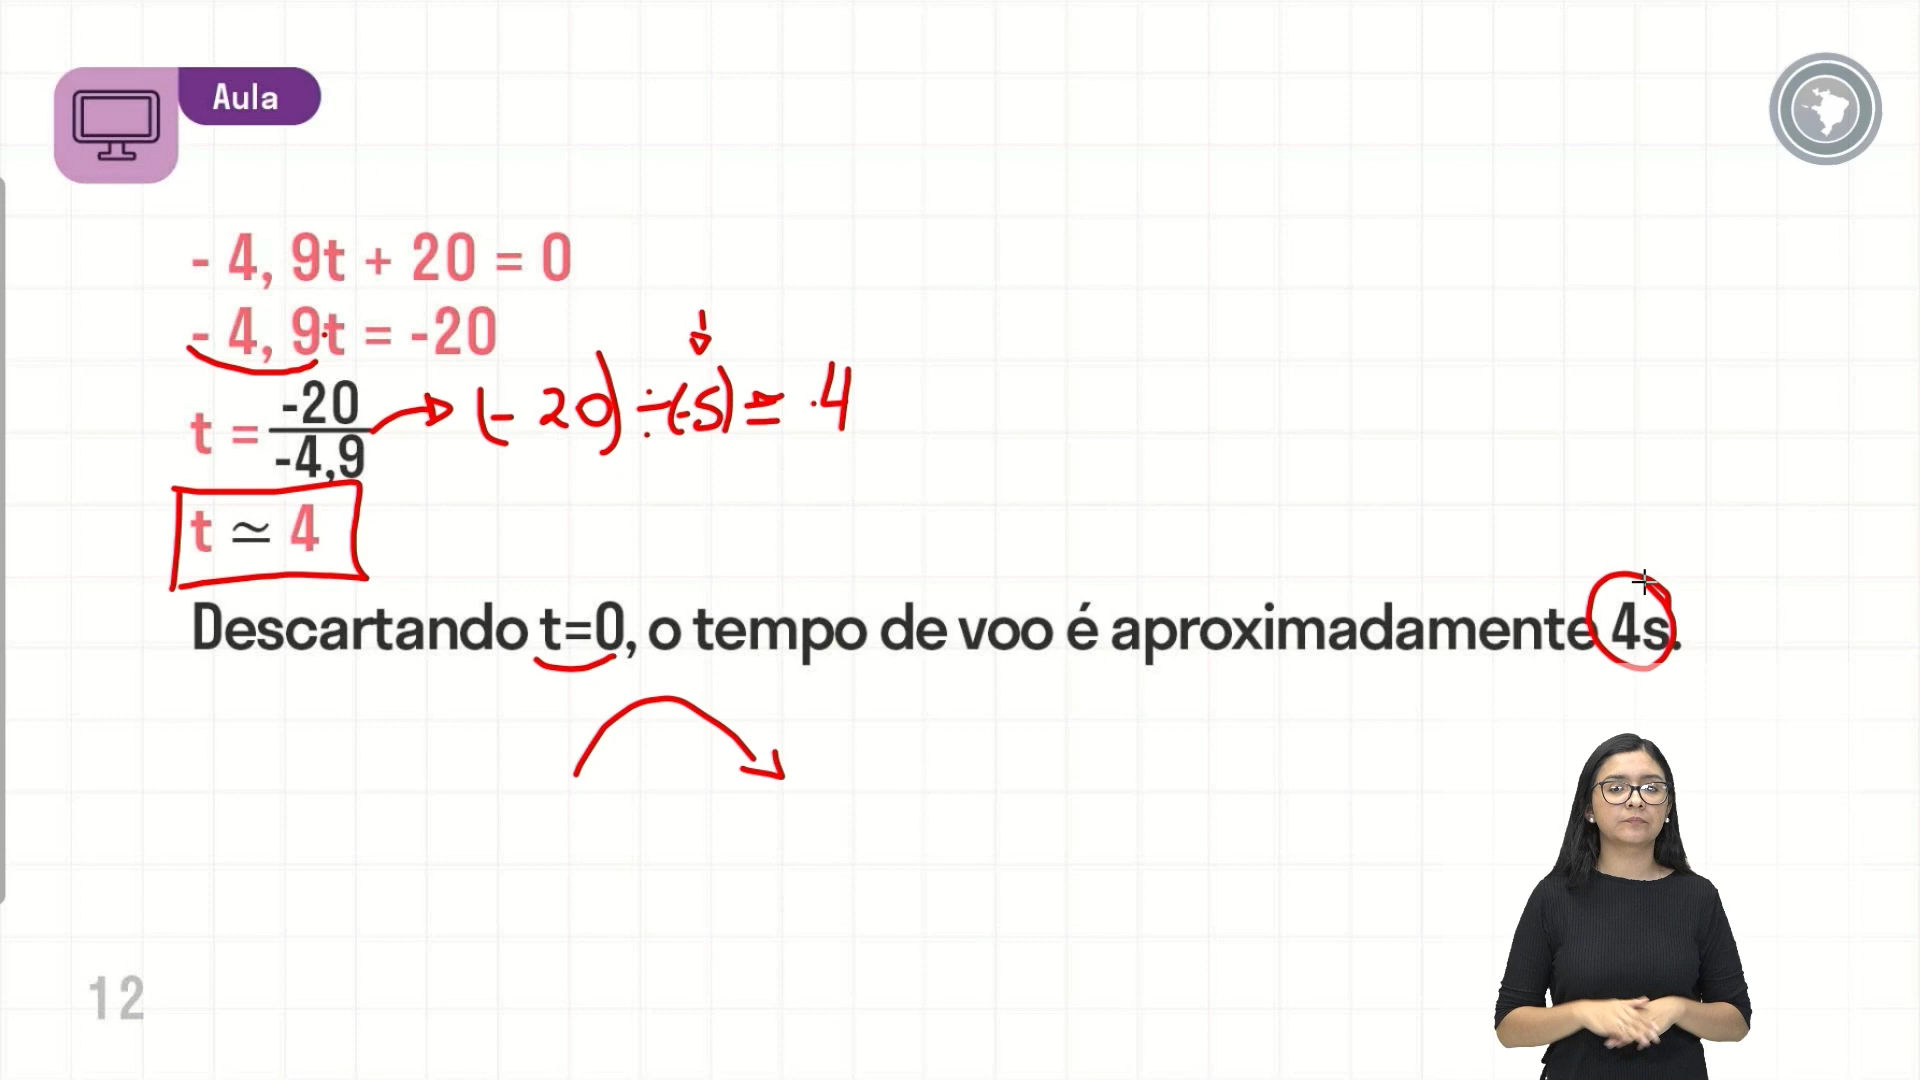 Aula
- 4, 9t + 20 = 0
- 4, 9t = -20
t = -20 / -4,9
(- 20) ÷ (-5) = 4
t ≃ 4
Descartando t=0, o tempo de voo é aproximadamente 4s.
12